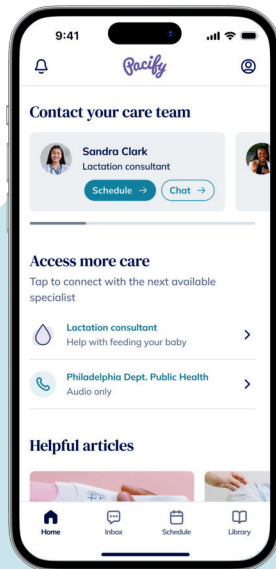 9:41
Pacify
Contact your care team
Sandra Clark
Lactation consultant
Schedule →
Chat →
Access more care
Tap to connect with the next available
specialist
Lactation consultant
Help with feeding your baby
Philadelphia Dept. Public Health
Audio only
Helpful articles
Home
Inbox
Schedule
Library